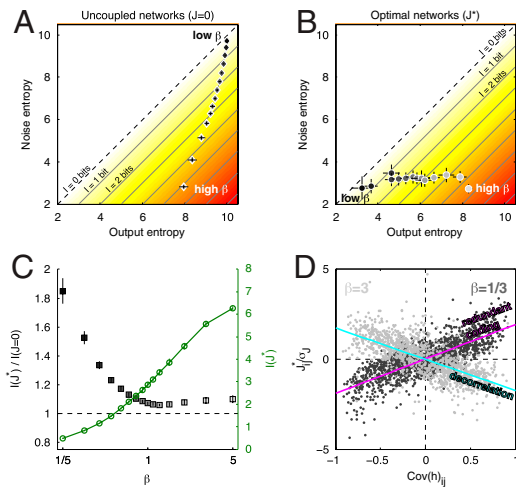 A
Uncoupled networks (J=0)
10
8
6
4
2
Noise entropy
low β
I = 0 bits
I = 1 bit
I = 2 bits
high β
2 4 6 8 10
Output entropy
B
Optimal networks (J*)
10
8
6
4
2
Noise entropy
I = 0 bits
I = 1 bit
I = 2 bits
low β
high β
2 4 6 8 10
Output entropy
C
2
1.8
1.6
1.4
1.2
1
0.8
I(J*) / I(J=0)
8
7
6
5
4
3
2
1
0
I(J*)
1/5 1 5
β
D
5
0
−5
J*ij/σJ
β=3
β=1/3
redundant
coding
decorrelation
−1 −0.5 0 0.5 1
Cov(h)ij